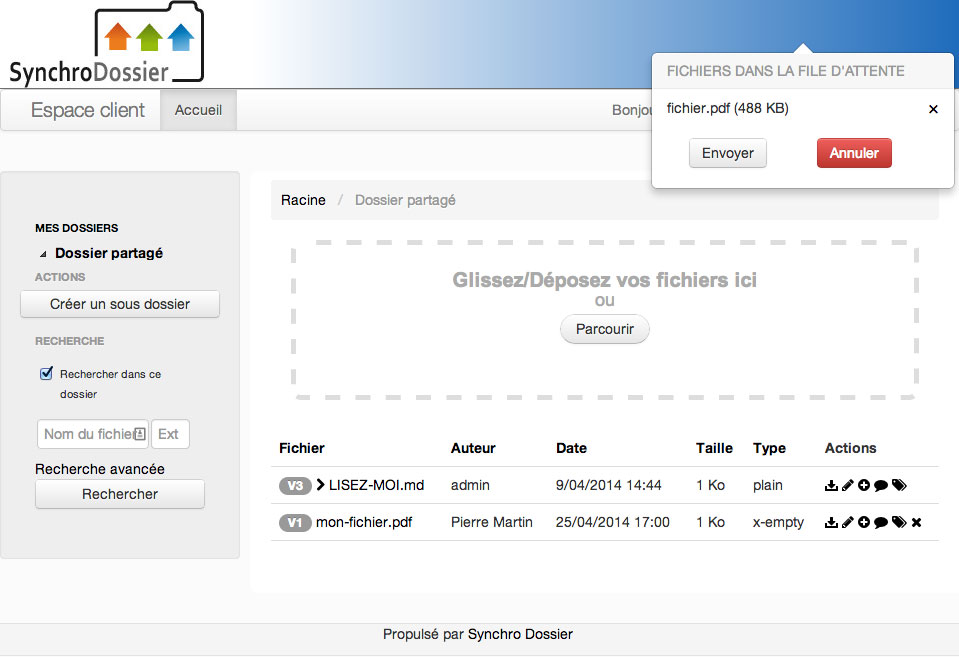 SynchroDossier
Espace client
Accueil
FICHIERS DANS LA FILE D'ATTENTE
fichier.pdf (488 KB)
Envoyer
Annuler
MES DOSSIERS
Dossier partagé
ACTIONS
Créer un sous dossier
RECHERCHE
Rechercher dans ce
dossier
Nom du fichier
Ext
Recherche avancée
Rechercher
Racine / Dossier partagé
Glissez/Déposez vos fichiers ici
ou
Parcourir
Fichier Auteur Date Taille Type Actions
V3 LISEZ-MOI.md admin 9/04/2014 14:44 1 Ko plain
V1 mon-fichier.pdf Pierre Martin 25/04/2014 17:00 1 Ko x-empty
Propulsé par Synchro Dossier